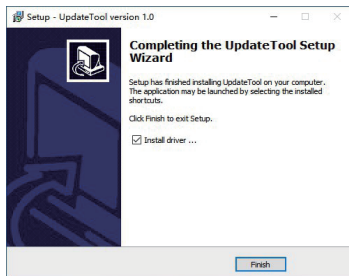 Setup - UpdateTool version 1.0
Completing the UpdateTool Setup
Wizard
Setup has finished installing UpdateTool on your computer.
The application may be launched by selecting the installed
shortcuts.
Click Finish to exit Setup.
Install driver ...
Finish